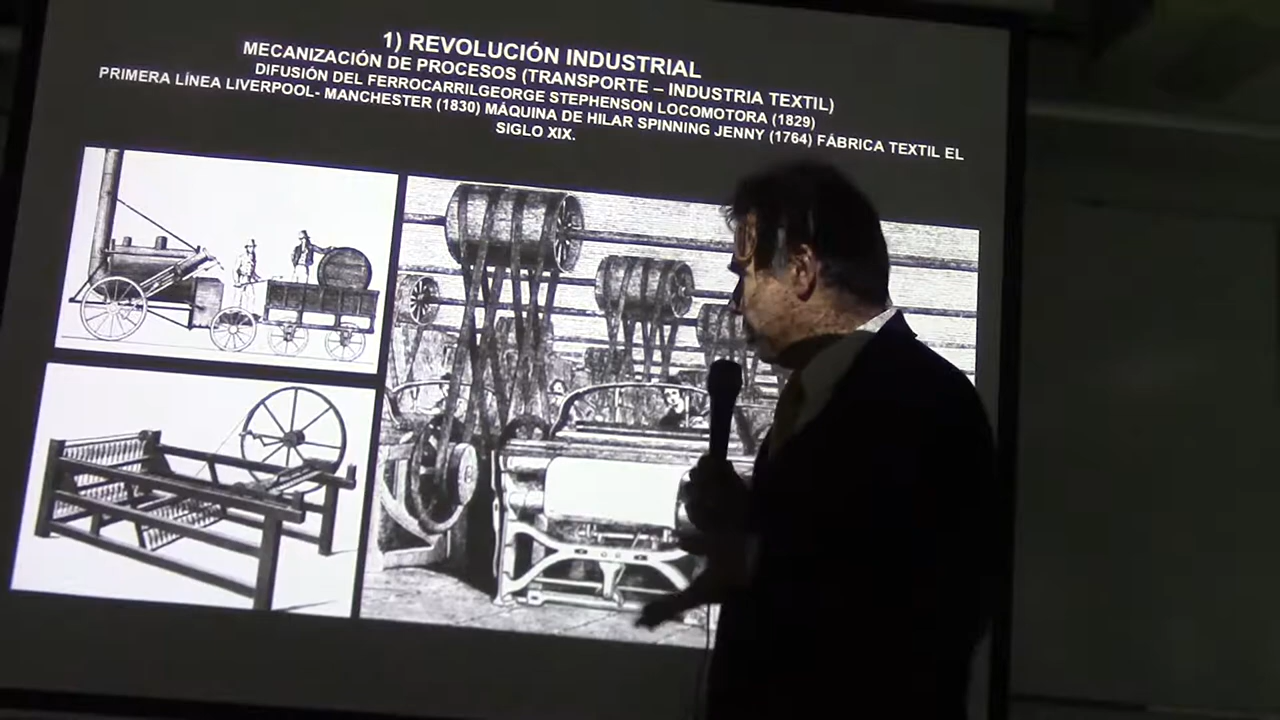 1) REVOLUCIÓN INDUSTRIAL
MECANIZACIÓN DE PROCESOS (TRANSPORTE – INDUSTRIA TEXTIL)
DIFUSIÓN DEL FERROCARRILGEORGE STEPHENSON LOCOMOTORA (1829)
PRIMERA LÍNEA LIVERPOOL- MANCHESTER (1830) MÁQUINA DE HILAR SPINNING JENNY (1764) FÁBRICA TEXTIL EL
SIGLO XIX.